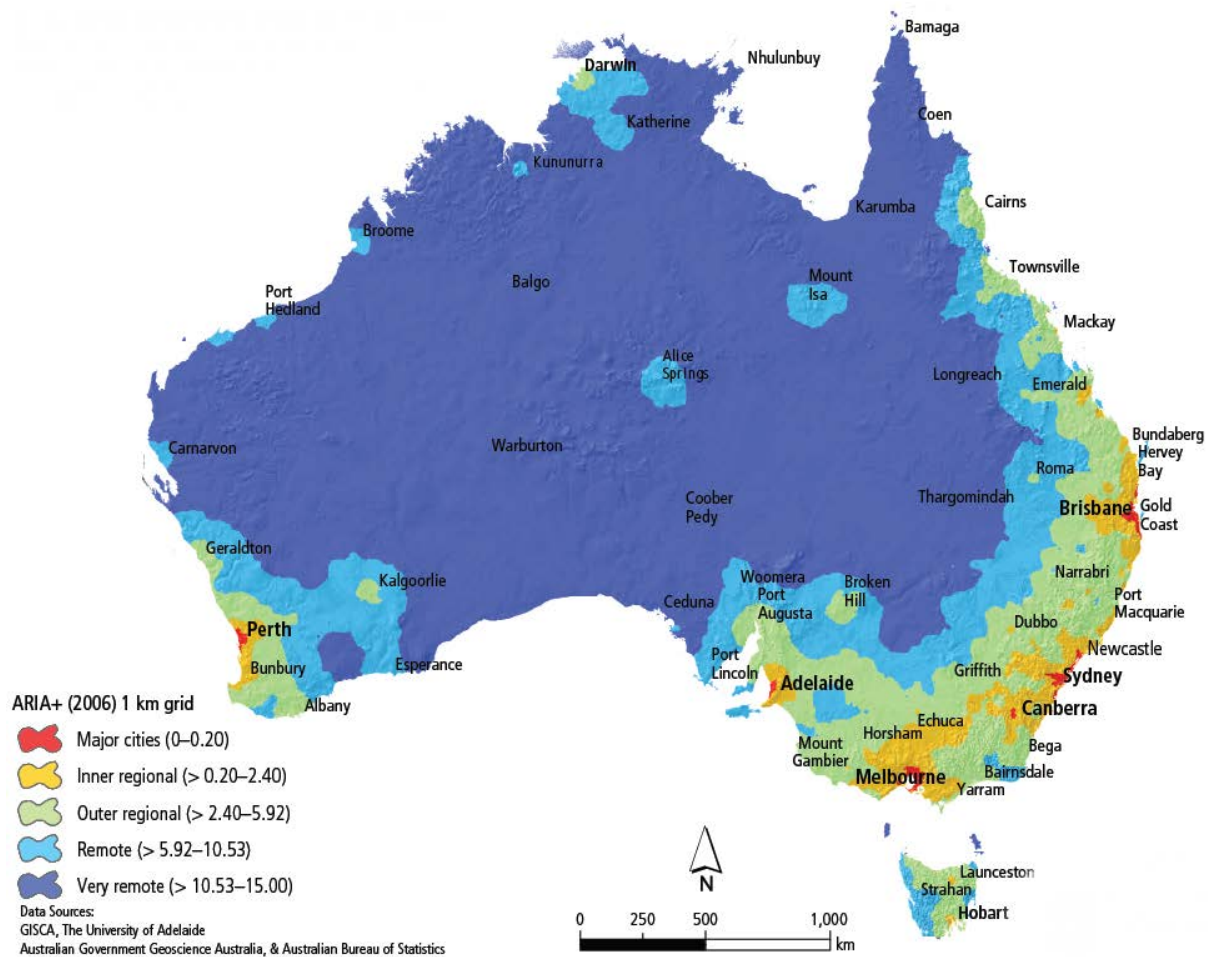 Bamaga
Darwin
Nhulunbuy
Coen
Katherine
Kununurra
Karumba
Cairns
Broome
Balgo
Mount
Isa
Townsville
Port
Hedland
Mackay
Alice
Springs
Longreach
Emerald
Carnarvon
Warburton
Bundaberg
Hervey
Bay
Roma
Coober
Pedy
Thargomindah
Brisbane
Gold
Coast
Geraldton
Kalgoorlie
Woomera
Port
Augusta
Broken
Hill
Narrabri
Ceduna
Port
Macquarie
Dubbo
Perth
Newcastle
Bunbury
Esperance
Port
Lincoln
Griffith
Sydney
Adelaide
Albany
Canberra
Echuca
Horsham
Mount
Gambier
Bega
Melbourne
Bairnsdale
Yarram
Launceston
Strahan
Hobart
ARIA+ (2006) 1 km grid
Major cities (0–0.20)
Inner regional (> 0.20–2.40)
Outer regional (> 2.40–5.92)
Remote (> 5.92–10.53)
Very remote (> 10.53–15.00)
Data Sources:
GISCA, The University of Adelaide
Australian Government Geoscience Australia, & Australian Bureau of Statistics
N
0 250 500 1,000
km